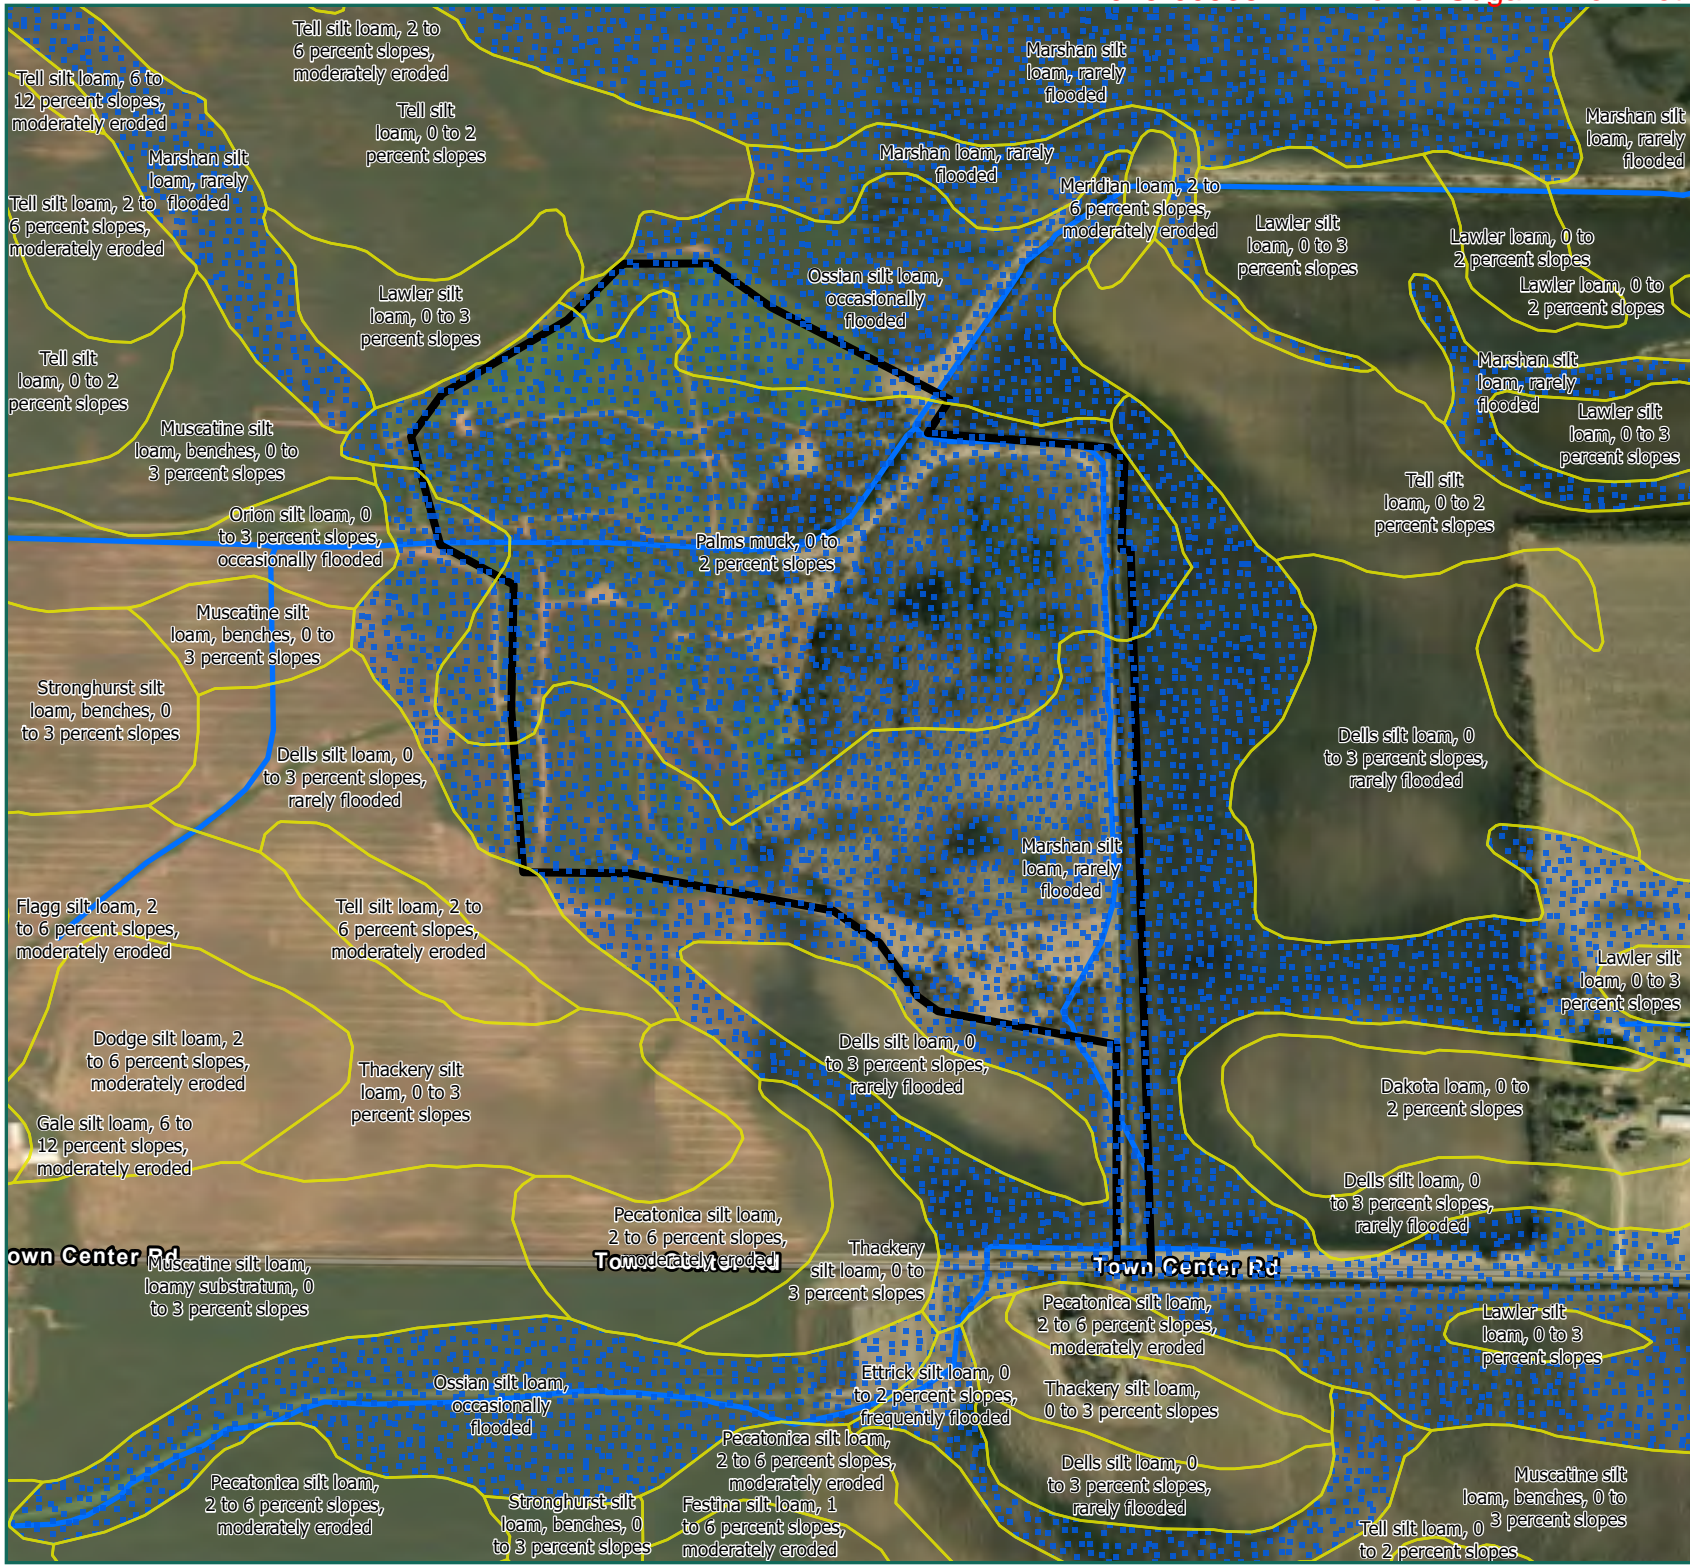 Tell silt loam, 2 to
6 percent slopes,
moderately eroded
Marshan silt
loam, rarely
flooded
Tell silt loam, 6 to
12 percent slopes,
moderately eroded
Tell silt
loam, 0 to 2
percent slopes
Marshan silt
loam, rarely
flooded
Marshan silt
loam, rarely
flooded
Marshan loam, rarely
flooded
Tell silt loam, 2 to
6 percent slopes,
moderately eroded
Meridian loam, 2 to
6 percent slopes,
moderately eroded
Lawler silt
loam, 0 to 3
percent slopes
Lawler loam, 0 to
2 percent slopes
Lawler loam, 0 to
2 percent slopes
Ossian silt loam,
occasionally
flooded
Lawler silt
loam, 0 to 3
percent slopes
Tell silt
loam, 0 to 2
percent slopes
Marshan silt
loam, rarely
flooded
Lawler silt
loam, 0 to 3
percent slopes
Muscatine silt
loam, benches, 0 to
3 percent slopes
Tell silt
loam, 0 to 2
percent slopes
Orion silt loam, 0
to 3 percent slopes,
occasionally flooded
Palms muck, 0 to
2 percent slopes
Muscatine silt
loam, benches, 0 to
3 percent slopes
Stronghurst silt
loam, benches, 0
to 3 percent slopes
Dells silt loam, 0
to 3 percent slopes,
rarely flooded
Dells silt loam, 0
to 3 percent slopes,
rarely flooded
Marshan silt
loam, rarely
flooded
Flagg silt loam, 2
to 6 percent slopes,
moderately eroded
Tell silt loam, 2 to
6 percent slopes,
moderately eroded
Lawler silt
loam, 0 to 3
percent slopes
Dodge silt loam, 2
to 6 percent slopes,
moderately eroded
Dells silt loam, 0
to 3 percent slopes,
rarely flooded
Thackery silt
loam, 0 to 3
percent slopes
Dakota loam, 0 to
2 percent slopes
Gale silt loam, 6 to
12 percent slopes,
moderately eroded
Dells silt loam, 0
to 3 percent slopes,
rarely flooded
Pecatonica silt loam,
2 to 6 percent slopes,
moderately eroded
own Center Rd
Town Center Rd
Town Center Rd
Muscatine silt loam,
loamy substratum, 0
to 3 percent slopes
Thackery
silt loam, 0 to
3 percent slopes
Pecatonica silt loam,
2 to 6 percent slopes,
moderately eroded
Lawler silt
loam, 0 to 3
percent slopes
Ossian silt loam,
occasionally
flooded
Ettrick silt loam, 0
to 2 percent slopes,
frequently flooded
Thackery silt loam,
0 to 3 percent slopes
Pecatonica silt loam,
2 to 6 percent slopes,
moderately eroded
Dells silt loam, 0
to 3 percent slopes,
rarely flooded
Pecatonica silt loam,
2 to 6 percent slopes,
moderately eroded
Stronghurst silt
loam, benches, 0
to 3 percent slopes
Festina silt loam, 1
to 6 percent slopes,
moderately eroded
Muscatine silt
loam, benches, 0 to
3 percent slopes
Tell silt loam, 0
to 2 percent slopes